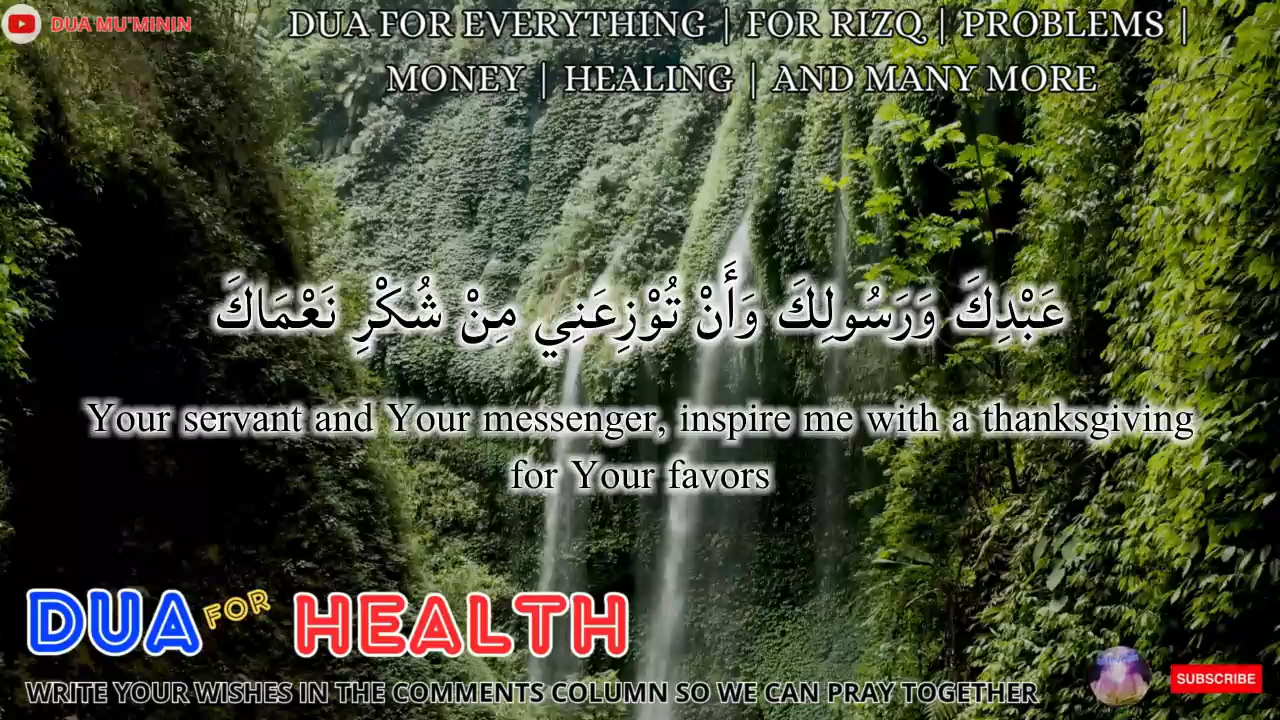 DUA MU'MININ
DUA FOR EVERYTHING | FOR RIZQ | PROBLEMS |
MONEY | HEALING | AND MANY MORE
عَبْدِكَ وَرَسُولِكَ وَأَنْ تُوْزِعَنِي مِنْ شُكْرِ نَعْمَاكَ
Your servant and Your messenger, inspire me with a thanksgiving
for Your favors
DUA FOR HEALTH
WRITE YOUR WISHES IN THE COMMENTS COLUMN SO WE CAN PRAY TOGETHER
SUBSCRIBE